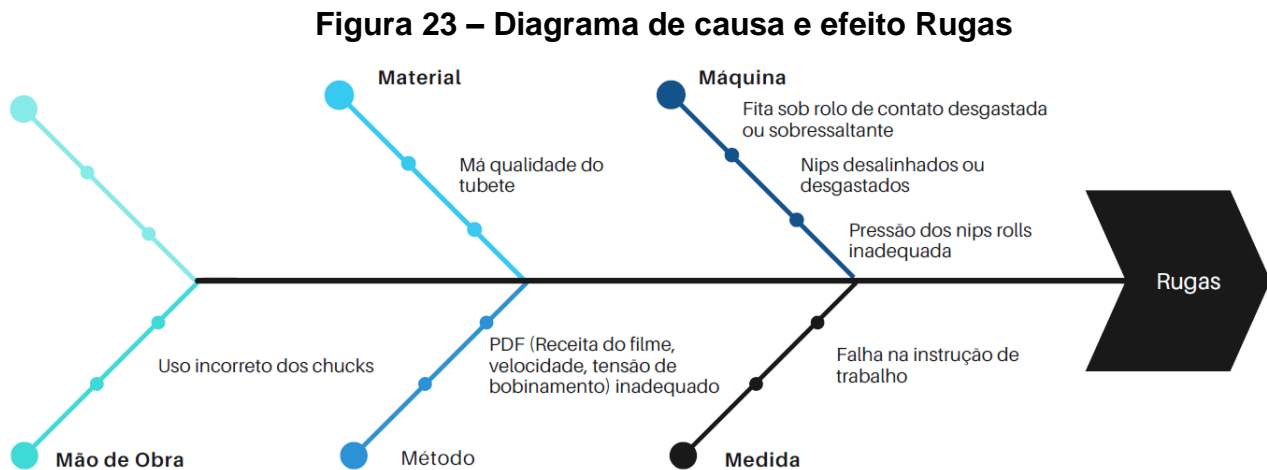 Figura 23 – Diagrama de causa e efeito Rugas
Material
Máquina
Fita sob rolo de contato desgastada
ou sobressaltante
Má qualidade do
tubete
Nips desalinhados ou
desgastados
Pressão dos nips rolls
inadequada
Rugas
Uso incorreto dos chucks
PDF (Receita do filme,
velocidade, tensão de
bobinamento) inadequado
Falha na instrução de
trabalho
Mão de Obra
Método
Medida